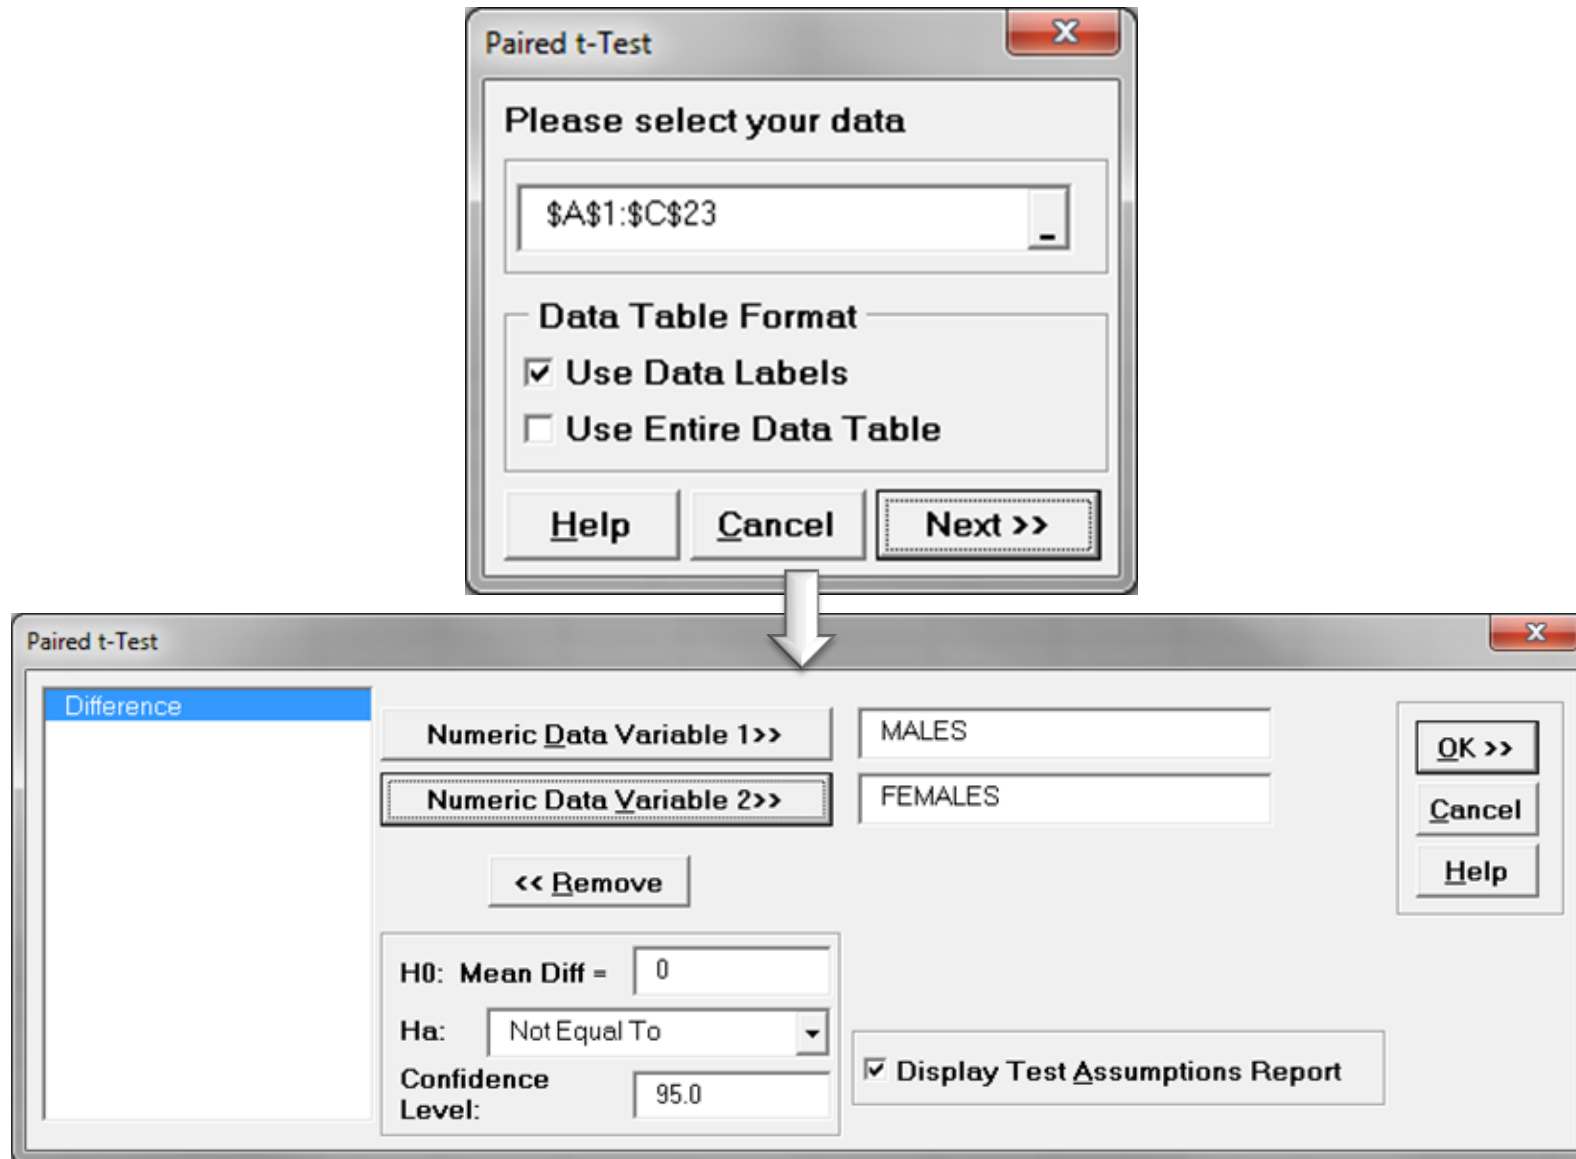 Paired t-Test
Please select your data
$A$1:$C$23
Data Table Format
Use Data Labels
Use Entire Data Table
Help Cancel Next >>
Paired t-Test
Difference
Numeric Data Variable 1>> MALES
Numeric Data Variable 2>> FEMALES
<< Remove
OK >>
Cancel
Help
H0: Mean Diff = 0
Ha: Not Equal To
Confidence
Level: 95.0
Display Test Assumptions Report